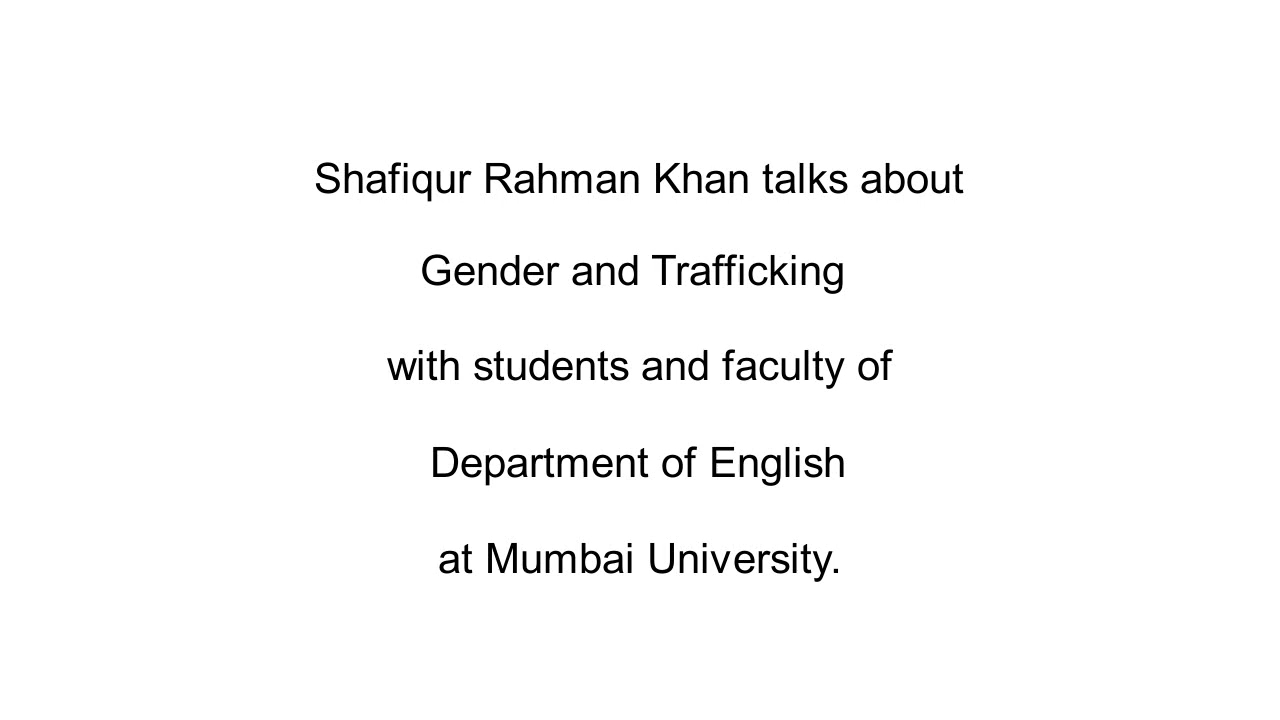 Shafiqur Rahman Khan talks about
Gender and Trafficking
with students and faculty of
Department of English
at Mumbai University.